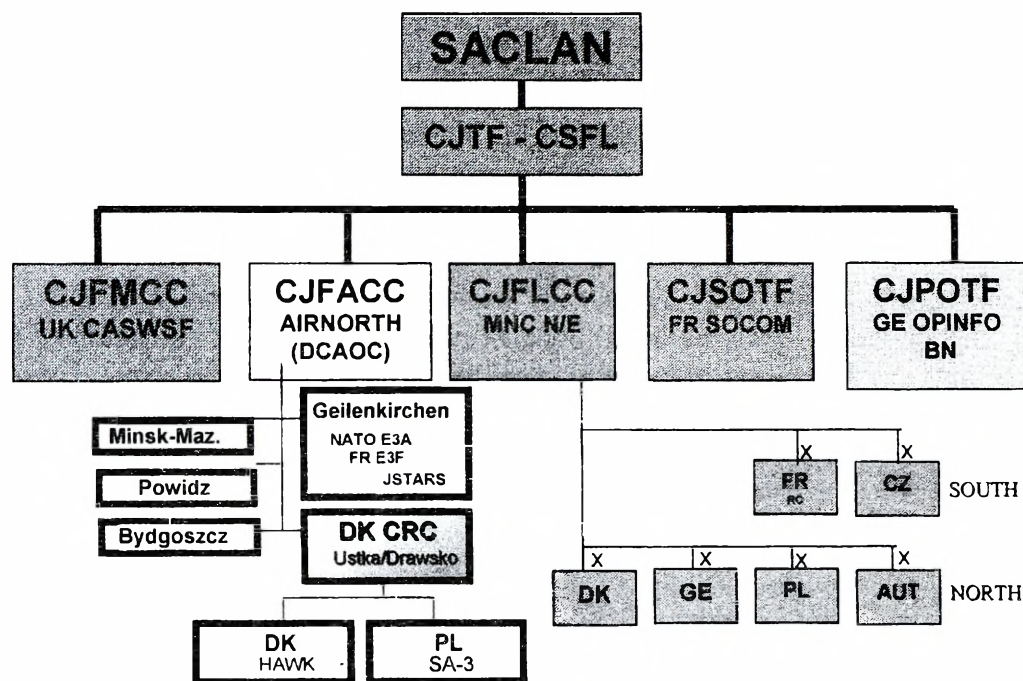 SACLAN
CJTF - CSFL
CJFMCC
UK CASWSF
CJFACC
AIRNORTH
(DCAOC)
CJFLCC
MNC N/E
CJSOTF
FR SOCOM
CJPOTF
GE OPINFO
BN
Minsk-Maz.
Powidz
Bydgoszcz
Geilenkirchen
NATO E3A
FR E3F
JSTARS
DK CRC
Ustka/Drawsko
DK
HAWK
PL
SA-3
X
X
FR
RC
CZ
SOUTH
X
X
X
X
DK
GE
PL
AUT
NORTH